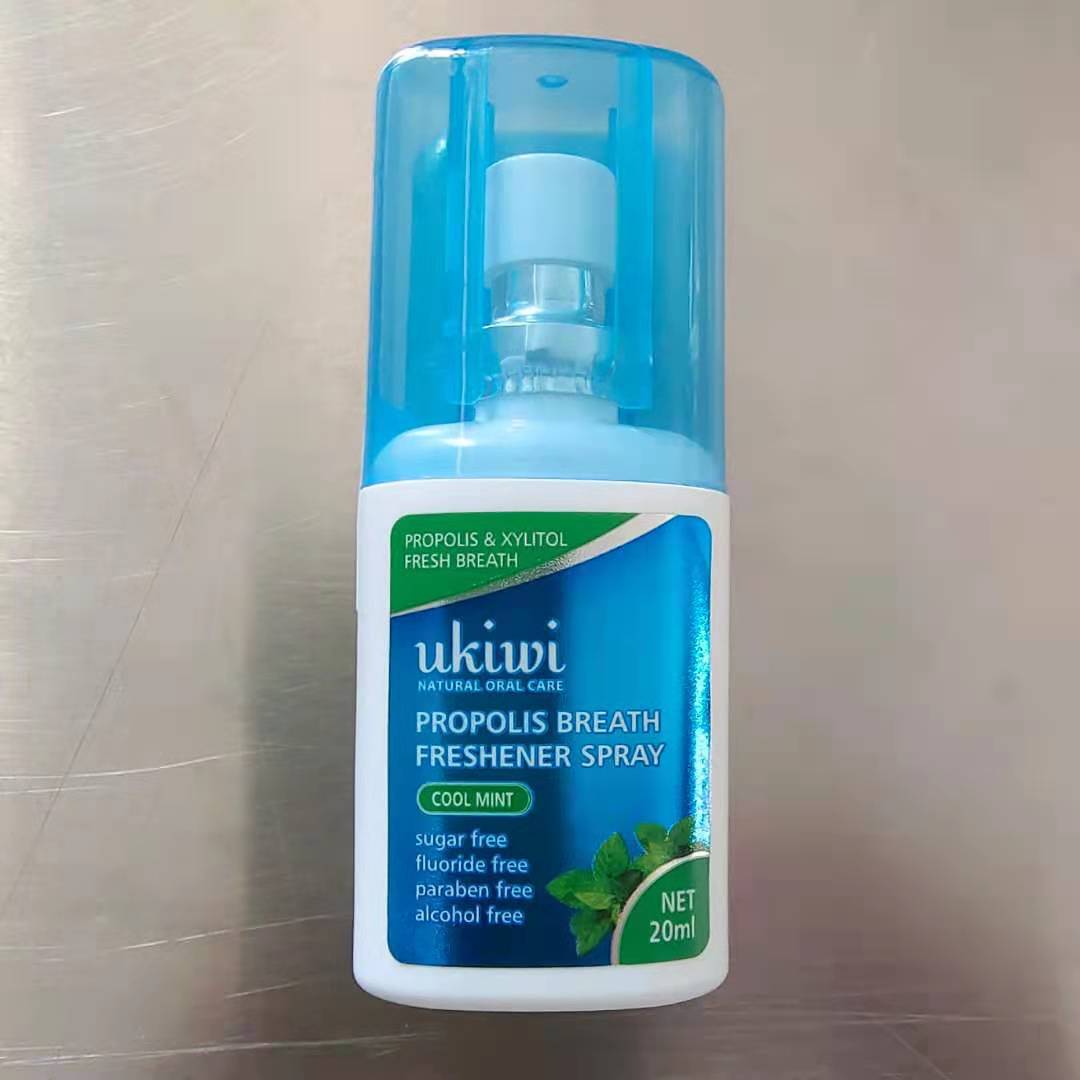 PROPOLIS & XYLITOL
FRESH BREATH
ukiwi
NATURAL ORAL CARE
PROPOLIS BREATH
FRESHENER SPRAY
COOL MINT
sugar free
fluoride free
paraben free
alcohol free
NET
20ml